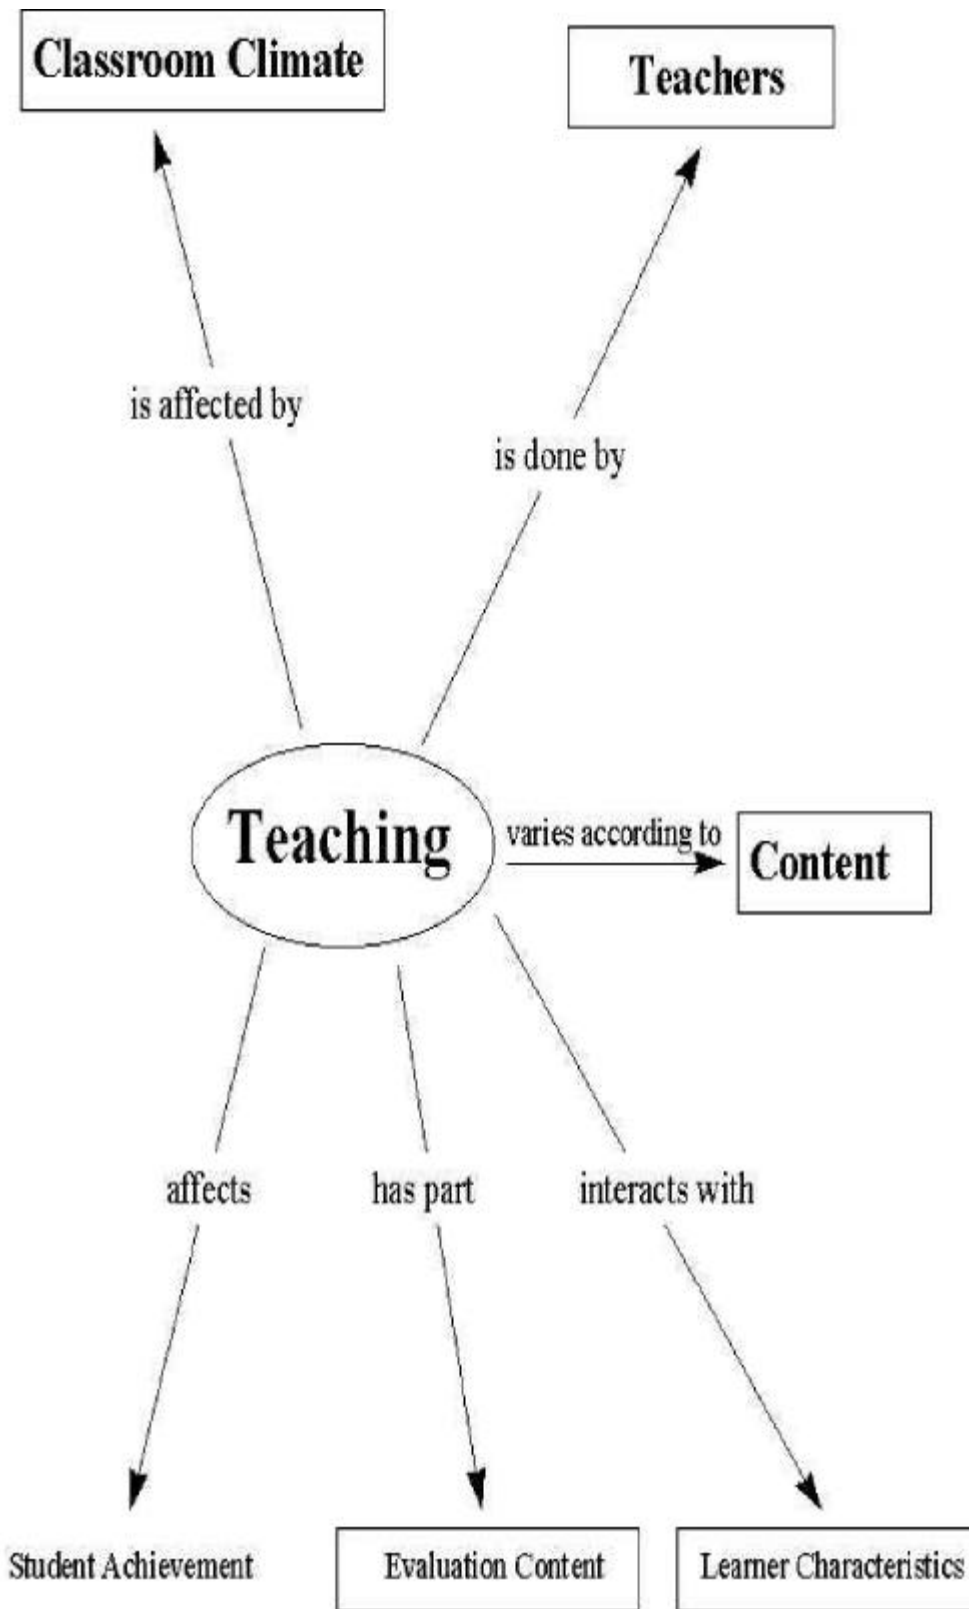 Classroom Climate
Teachers
is affected by
is done by
Teaching
varies according to
Content
affects
has part
interacts with
Student Achievement
Evaluation Content
Learner Characteristics